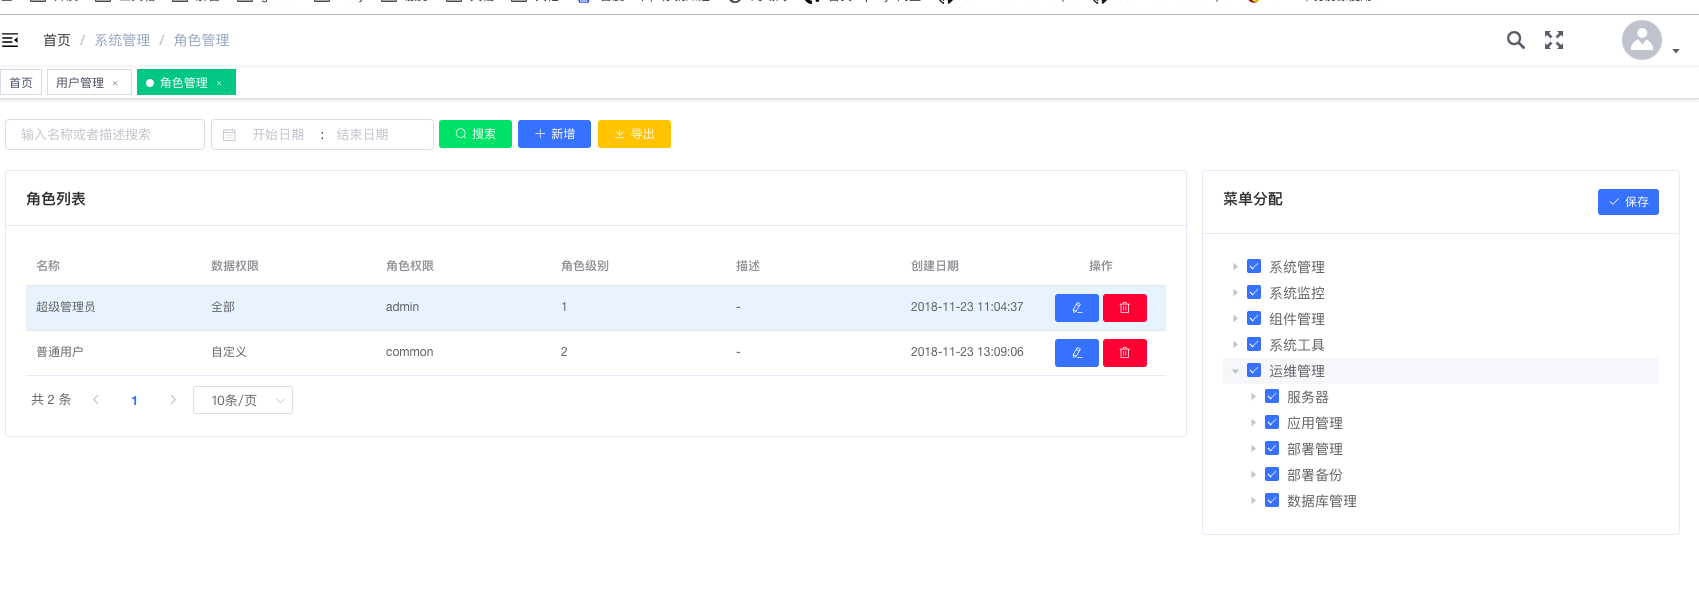 首页 / 系统管理 / 角色管理
首页 用户管理 × 角色管理 ×
输入名称或者描述搜索 开始日期 : 结束日期 搜索 新增 导出
角色列表
名称 数据权限 角色权限 角色级别 描述 创建日期 操作
超级管理员 全部 admin 1 - 2018-11-23 11:04:37
普通用户 自定义 common 2 - 2018-11-23 13:09:06
共 2 条 1 10条/页
菜单分配 保存
系统管理
系统监控
组件管理
系统工具
运维管理
服务器
应用管理
部署管理
部署备份
数据库管理